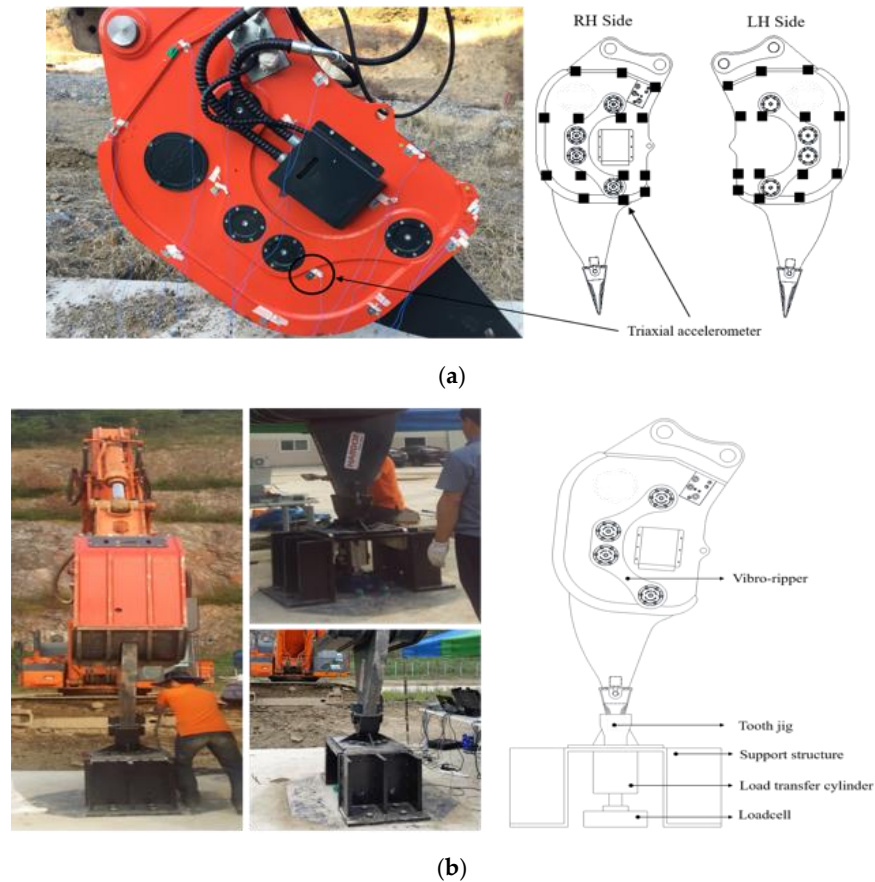 RH Side
LH Side
Triaxial accelerometer
(a)
Vibro-ripper
Tooth jig
Support structure
Load transfer cylinder
Loadcell
(b)